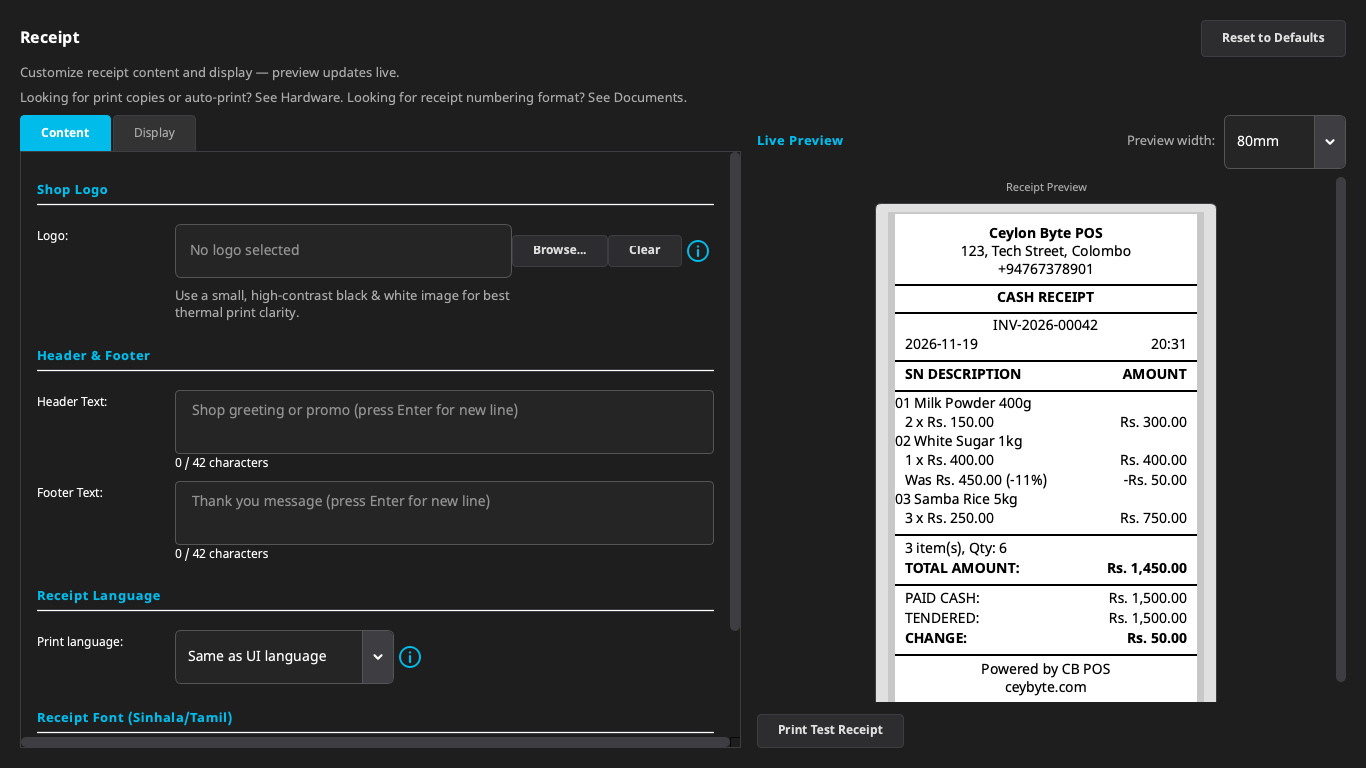 Receipt
Reset to Defaults
Customize receipt content and display — preview updates live.
Looking for print copies or auto-print? See Hardware. Looking for receipt numbering format? See Documents.
Content
Display
Shop Logo
Logo:
No logo selected
Browse...
Clear
Use a small, high-contrast black & white image for best
thermal print clarity.
Header & Footer
Header Text:
Shop greeting or promo (press Enter for new line)
0 / 42 characters
Footer Text:
Thank you message (press Enter for new line)
0 / 42 characters
Receipt Language
Print language:
Same as UI language
Receipt Font (Sinhala/Tamil)
Live Preview
Preview width:
80mm
Receipt Preview
Ceylon Byte POS
123, Tech Street, Colombo
+94767378901
CASH RECEIPT
INV-2026-00042
2026-11-19 20:31
SN DESCRIPTION AMOUNT
01 Milk Powder 400g
2 x Rs. 150.00 Rs. 300.00
02 White Sugar 1kg
1 x Rs. 400.00 Rs. 400.00
Was Rs. 450.00 (-11%) -Rs. 50.00
03 Samba Rice 5kg
3 x Rs. 250.00 Rs. 750.00
3 item(s), Qty: 6
TOTAL AMOUNT: Rs. 1,450.00
PAID CASH: Rs. 1,500.00
TENDERED: Rs. 1,500.00
CHANGE: Rs. 50.00
Powered by CB POS
ceybyte.com
Print Test Receipt